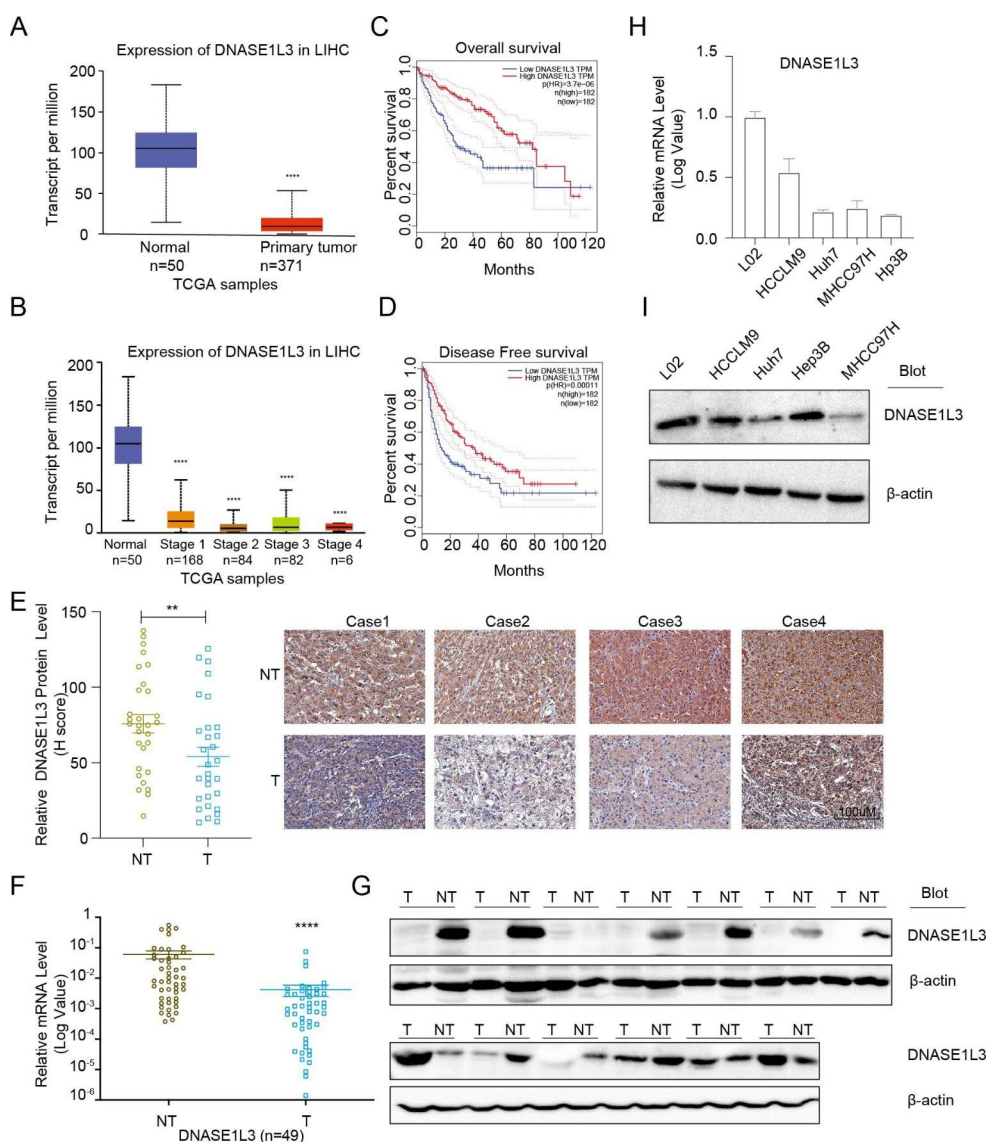 A
Expression of DNASE1L3 in LIHC
Transcript per million
200
150
100
50
0
****
Normal
n=50
Primary tumor
n=371
TCGA samples
B
Expression of DNASE1L3 in LIHC
Transcript per million
200
150
100
50
0
****
****
****
****
Normal
n=50
Stage 1
n=168
Stage 2
n=84
Stage 3
n=82
Stage 4
n=6
TCGA samples
C
Overall survival
Low DNASE1L3 TPM
High DNASE1L3 TPM
p(HR)=3.7e-06
n(high)=182
n(low)=182
Percent survival
1.0
0.8
0.6
0.4
0.2
0.0
0 20 40 60 80 100 120
Months
D
Disease Free survival
Low DNASE1L3 TPM
High DNASE1L3 TPM
p(HR)=0.00011
n(high)=182
n(low)=182
Percent survival
1.0
0.8
0.6
0.4
0.2
0.0
0 20 40 60 80 100 120
Months
H
DNASE1L3
Relative mRNA Level
(Log Value)
1.5
1.0
0.5
0.0
L02
HCCLM9
Huh7
MHCC97H
Hp3B
I
L02
HCCLM9
Huh7
Hep3B
MHCC97H
Blot
DNASE1L3
β-actin
E
Relative DNASE1L3 Protein Level
(H score)
150
100
50
0
**
NT
T
Case1 Case2 Case3 Case4
NT
T
100uM
F
Relative mRNA Level
(Log Value)
1
10-1
10-2
10-3
10-4
10-5
10-6
****
NT
T
DNASE1L3 (n=49)
G
T NT T NT T NT T NT T NT T NT T NT
Blot
DNASE1L3
β-actin
T NT T NT T NT T NT T NT T NT
DNASE1L3
β-actin